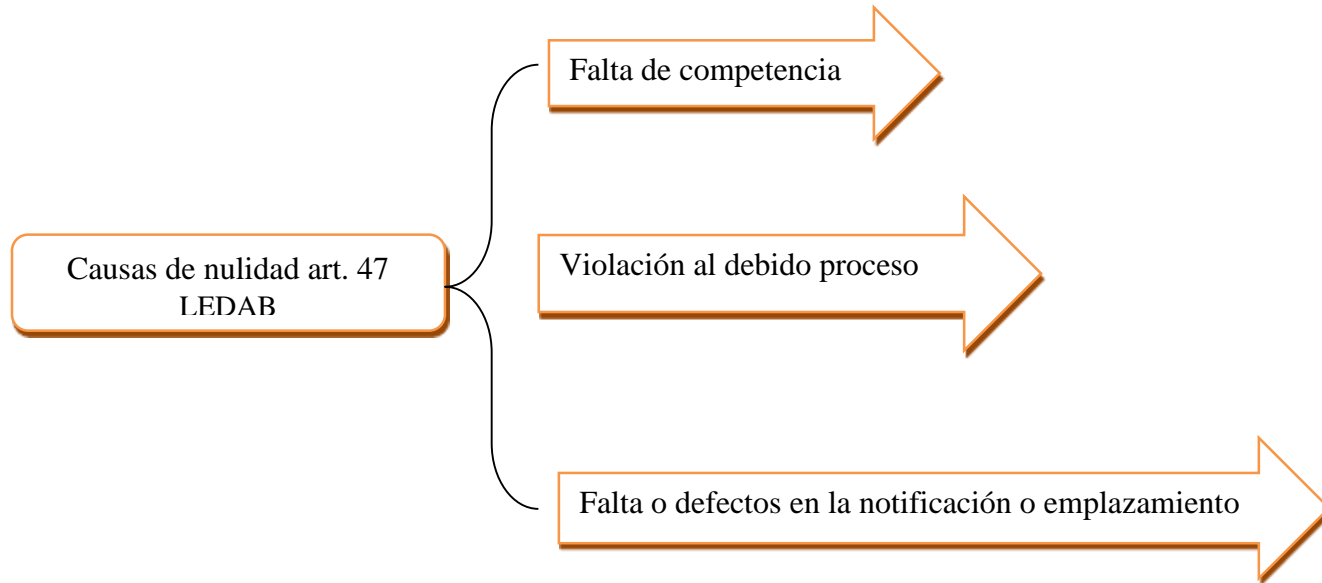 Falta de competencia
Violación al debido proceso
Causas de nulidad art. 47
LEDAB
Falta o defectos en la notificación o emplazamiento